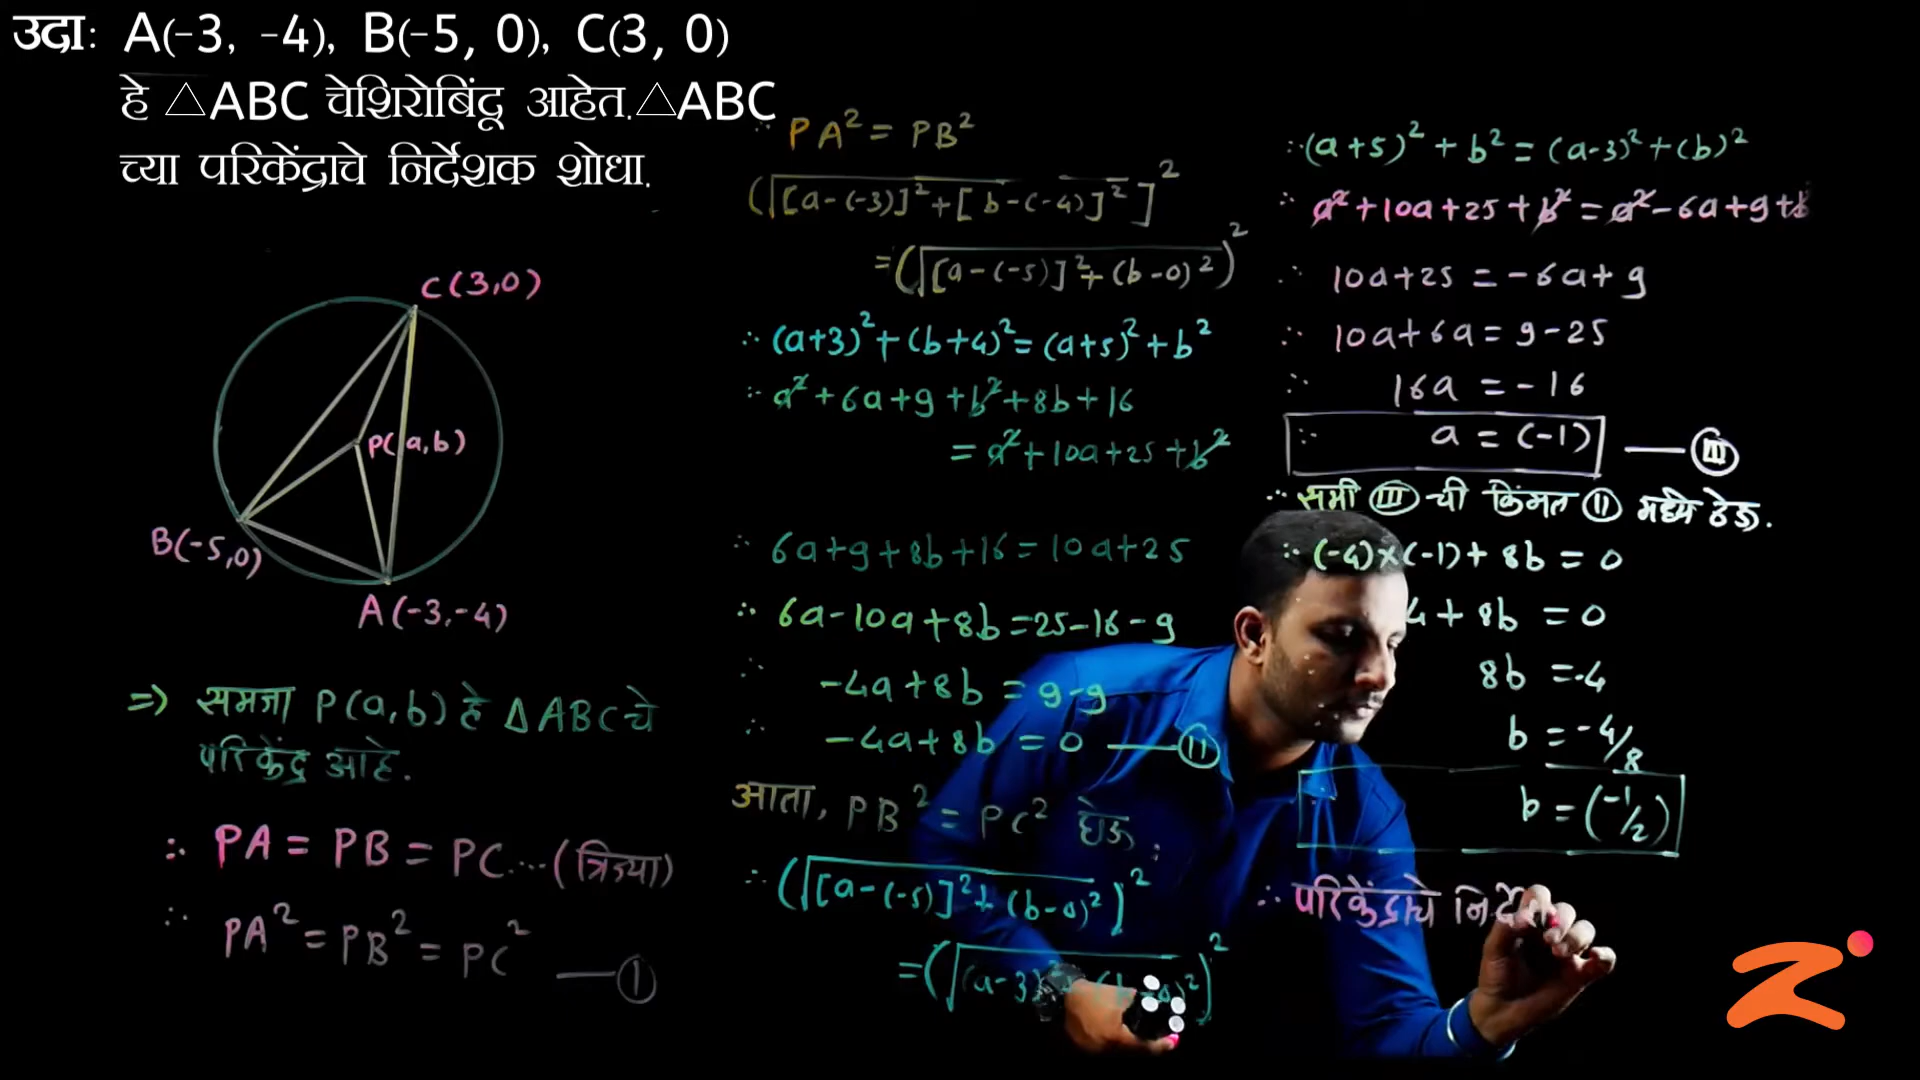 उदाः A(-3, -4), B(-5, 0), C(3, 0)
हे △ABC चेशिरोबिंदू आहेत.△ABC
च्या परिकेंद्राचे निर्देशक शोधा.
C(3,0)
P(a,b)
B(-5,0)
A(-3,-4)
=> समजा P(a,b) हे ΔABC चे
परिकेंद्र आहे.
∴ PA = PB = PC....(त्रिज्या)
∴ PA² = PB² = PC² — Ⅰ
∴ PA² = PB²
(√[a-(-3)]²+[b-(-4)]²]²
=(√[a-(-5)]²+(b-0)²)²
∴ (a+3)²+(b+4)²=(a+5)²+b²
∴ a²+6a+9+b²+8b+16
= a²+10a+25+b²
∴ 6a+9+8b+16=10a+25
∴ 6a-10a+8b=25-16-9
∴ -4a+8b=9-9
∴ -4a+8b=0 — Ⅱ
आता, PB²=PC² घेऊ.
∴ (√[a-(-5)]²+(b-0)²)²
=(√(a-3)²+(b-0)²)²
∴(a+5)²+b²=(a-3)²+(b)²
∴ a²+10a+25+b²=a²-6a+9+b
∴ 10a+25=-6a+9
∴ 10a+6a=9-25
∴ 16a=-16
∴ a=(-1) — Ⅲ
∴ समी Ⅲ ची किंमत Ⅱ मध्ये ठेऊ.
∴ (-4)×(-1)+8b=0
4+8b=0
8b=-4
b=-4/8
b=(-1/2)
∴ परिकेंद्राचे